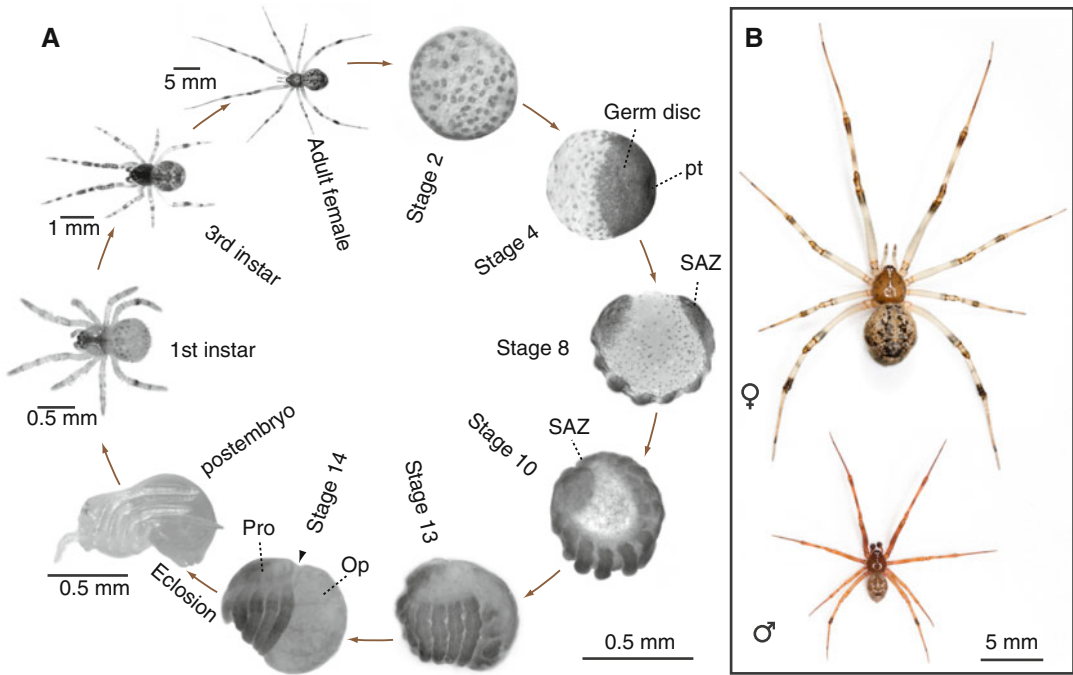 A
5 mm
Adult female
Stage 2
Germ disc
pt
Stage 4
SAZ
Stage 8
SAZ
Stage 10
Stage 13
0.5 mm
Stage 14
Pro
Op
Eclosion
postembryo
0.5 mm
1st instar
0.5 mm
3rd instar
1 mm
B
♀
♂
5 mm